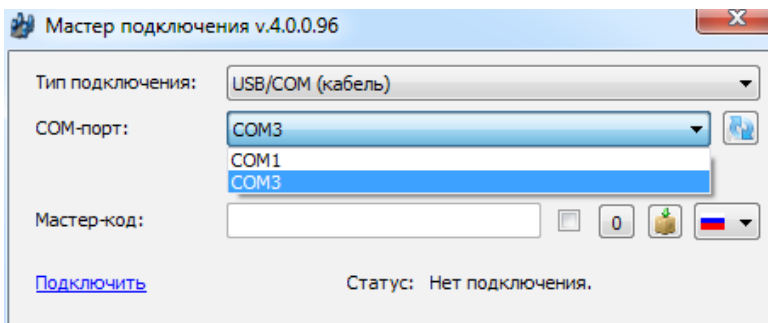 Мастер подключения v.4.0.0.96
Тип подключения: USB/COM (кабель)
COM-порт: COM3
COM1
COM3
Мастер-код: 0
Подключить Статус: Нет подключения.